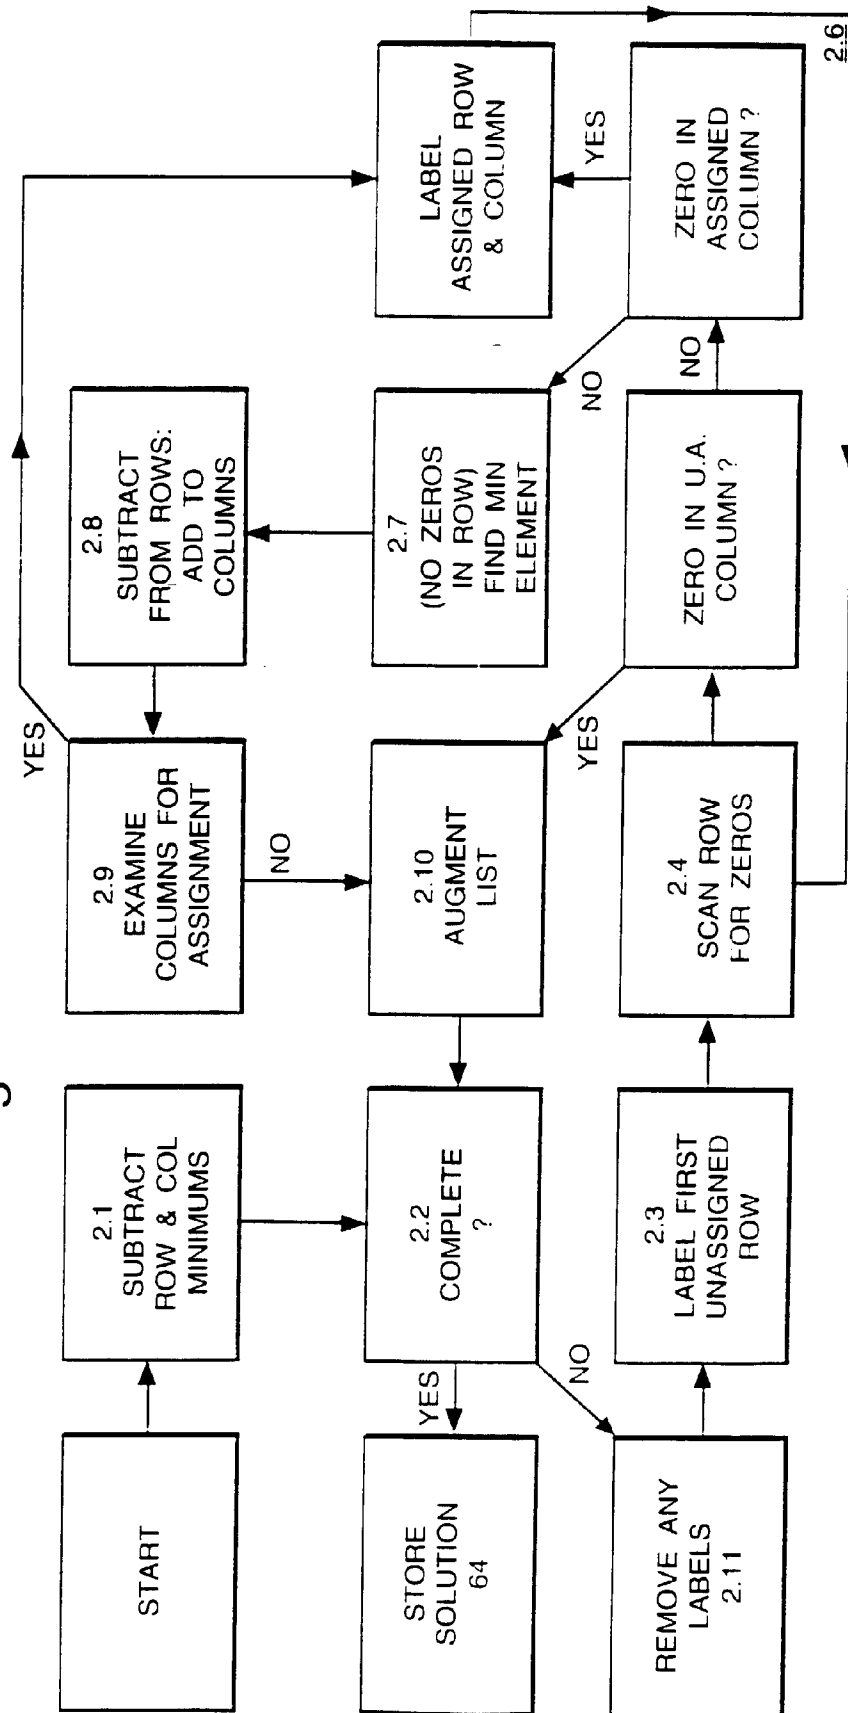 START
2.1
SUBTRACT
ROW & COL
MINIMUMS
2.9
EXAMINE
COLUMNS FOR
ASSIGNMENT
YES
NO
2.8
SUBTRACT
FROM ROWS:
ADD TO
COLUMNS
STORE
SOLUTION
64
YES
2.2
COMPLETE
?
NO
2.10
AUGMENT
LIST
YES
2.7
(NO ZEROS
IN ROW)
FIND MIN
ELEMENT
NO
LABEL
ASSIGNED ROW
& COLUMN
YES
REMOVE ANY
LABELS
2.11
2.3
LABEL FIRST
UNASSIGNED
ROW
2.4
SCAN ROW
FOR ZEROS
ZERO IN U.A.
COLUMN ?
NO
ZERO IN
ASSIGNED
COLUMN ?
2.6